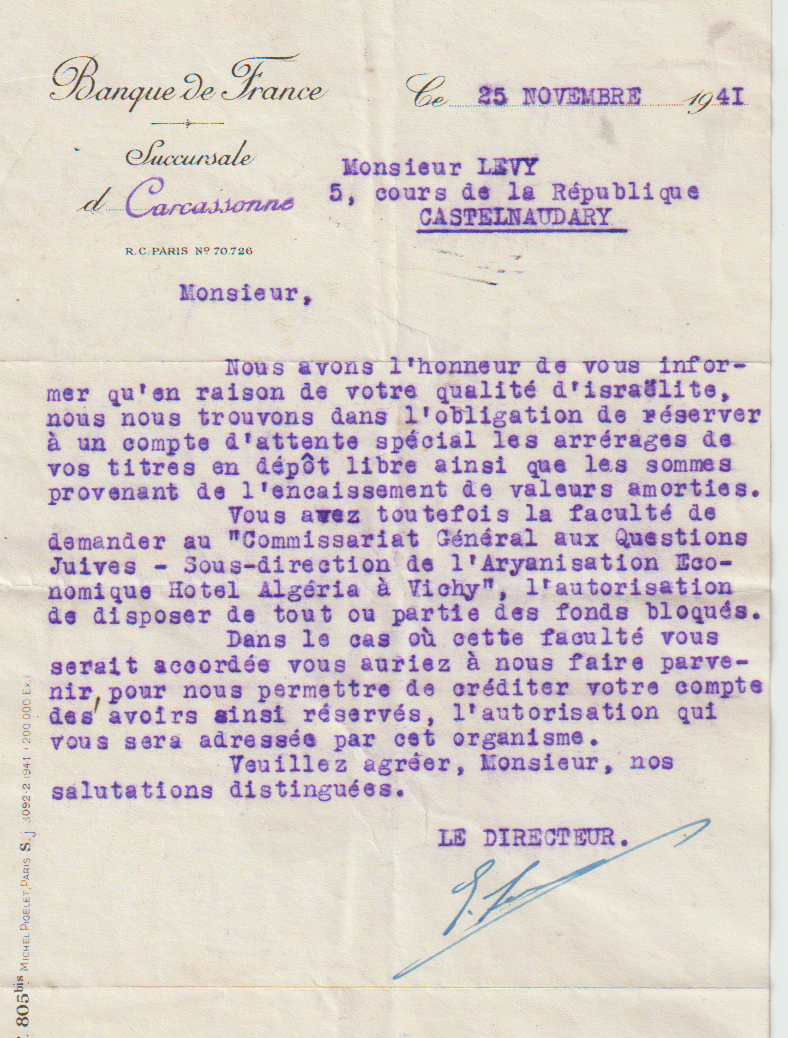 Banque de France
Ce 25 NOVEMBRE 1941
Succursale
d Carcassonne
R.C. PARIS Nº 70.726
Monsieur LEVY
5, cours de la République
CASTELNAUDARY
Monsieur,
Nous avons l'honneur de vous infor-
mer qu'en raison de votre qualité d'israëlite,
nous nous trouvons dans l'obligation de réserver
à un compte d'attente spécial les arrérages de
vos titres en dépôt libre ainsi que les sommes
provenant de l'encaissement de valeurs amorties.
Vous avez toutefois la faculté de
demander au "Commissariat Général aux Questions
Juives - Sous-direction de l'Aryanisation Eco-
nomique Hotel Algéria à Vichy", l'autorisation
de disposer de tout ou partie des fonds bloqués.
Dans le cas où cette faculté vous
serait accordée vous auriez à nous faire parve-
nir, pour nous permettre de créditer votre compte
des avoirs ainsi réservés, l'autorisation qui
vous sera adressée par cet organisme.
Veuillez agréer, Monsieur, nos
salutations distinguées.
LE DIRECTEUR.
805bis MICHEL PIGELET, PARIS S.j 3092-2-1941 (200 000 Ex.)